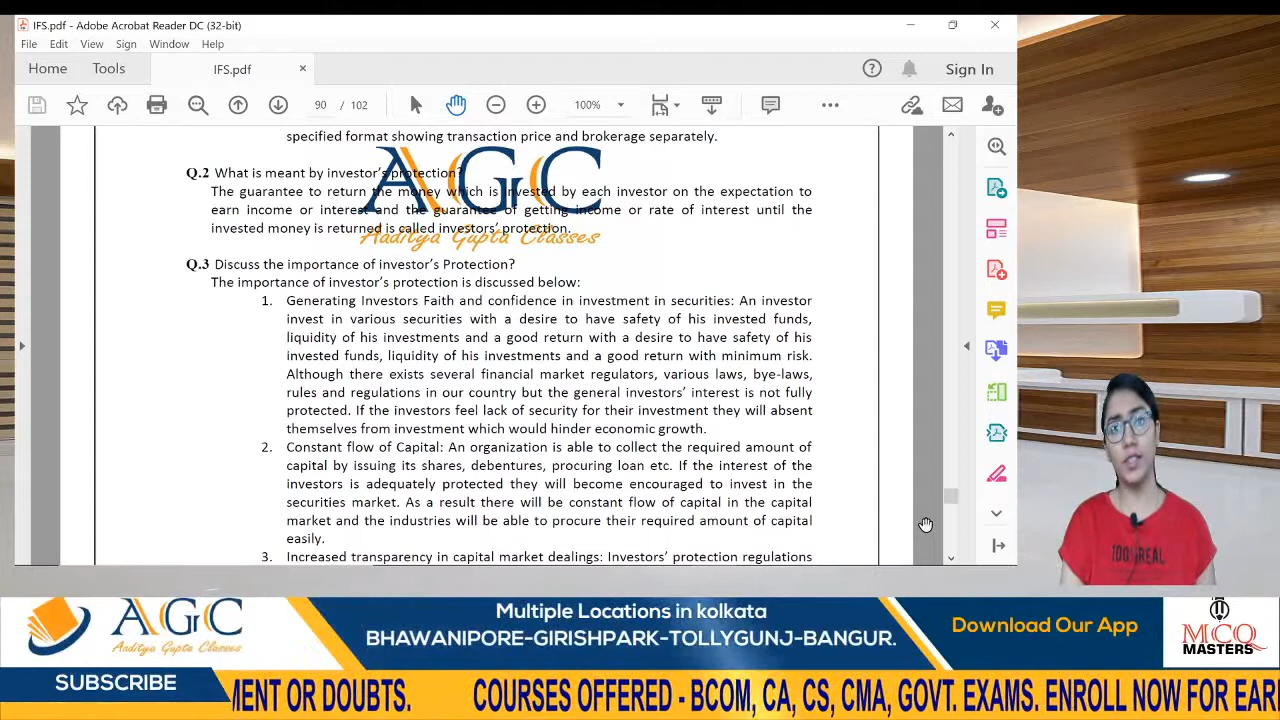 IFS.pdf - Adobe Acrobat Reader DC (32-bit)
File Edit View Sign Window Help
Home Tools IFS.pdf × Sign In
90 / 102 100%
specified format showing transaction price and brokerage separately.
AGC
Aaditya Gupta Classes
Q.2 What is meant by investor's protection?
The guarantee to return the money which is invested by each investor on the expectation to
earn income or interest and the guarantee of getting income or rate of interest until the
invested money is returned is called investors' protection.
Q.3 Discuss the importance of investor's Protection?
The importance of investor's protection is discussed below:
1. Generating Investors Faith and confidence in investment in securities: An investor
invest in various securities with a desire to have safety of his invested funds,
liquidity of his investments and a good return with a desire to have safety of his
invested funds, liquidity of his investments and a good return with minimum risk.
Although there exists several financial market regulators, various laws, bye-laws,
rules and regulations in our country but the general investors' interest is not fully
protected. If the investors feel lack of security for their investment they will absent
themselves from investment which would hinder economic growth.
2. Constant flow of Capital: An organization is able to collect the required amount of
capital by issuing its shares, debentures, procuring loan etc. If the interest of the
investors is adequately protected they will become encouraged to invest in the
securities market. As a result there will be constant flow of capital in the capital
market and the industries will be able to procure their required amount of capital
easily.
3. Increased transparency in capital market dealings: Investors' protection regulations
AGC
Aaditya Gupta Classes
Multiple Locations in kolkata
BHAWANIPORE-GIRISHPARK-TOLLYGUNJ-BANGUR.
Download Our App
MCQ
MASTERS
SUBSCRIBE
MENT OR DOUBTS. COURSES OFFERED - BCOM, CA, CS, CMA, GOVT. EXAMS. ENROLL NOW FOR EARL